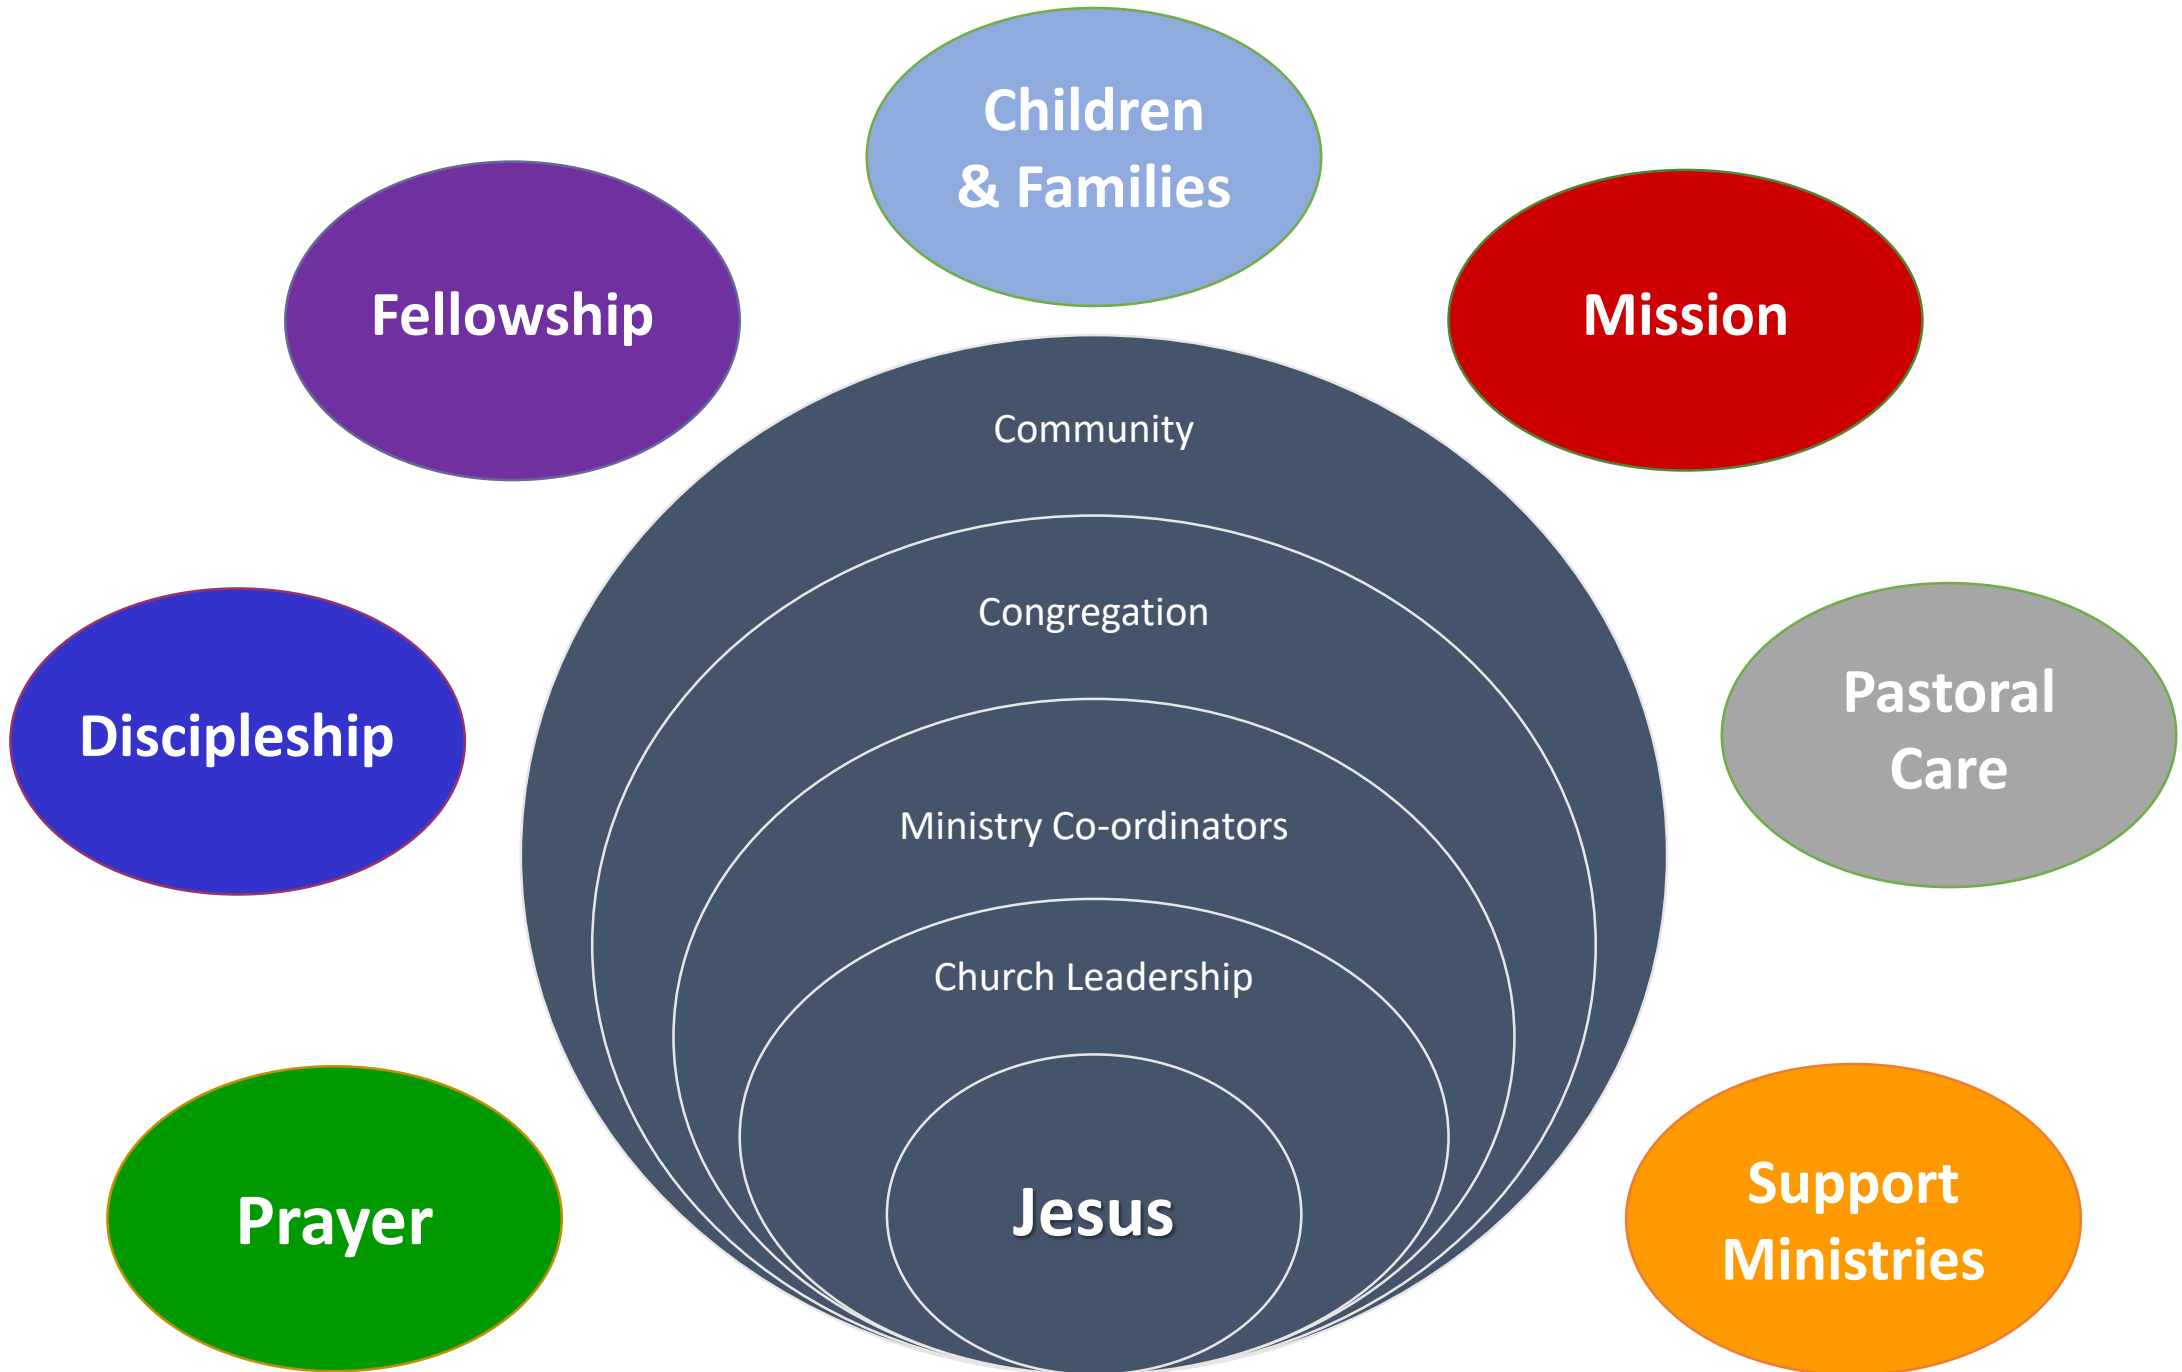 Children
& Families
Fellowship
Mission
Community
Congregation
Discipleship
Pastoral
Care
Ministry Co-ordinators
Church Leadership
Prayer
Jesus
Support
Ministries